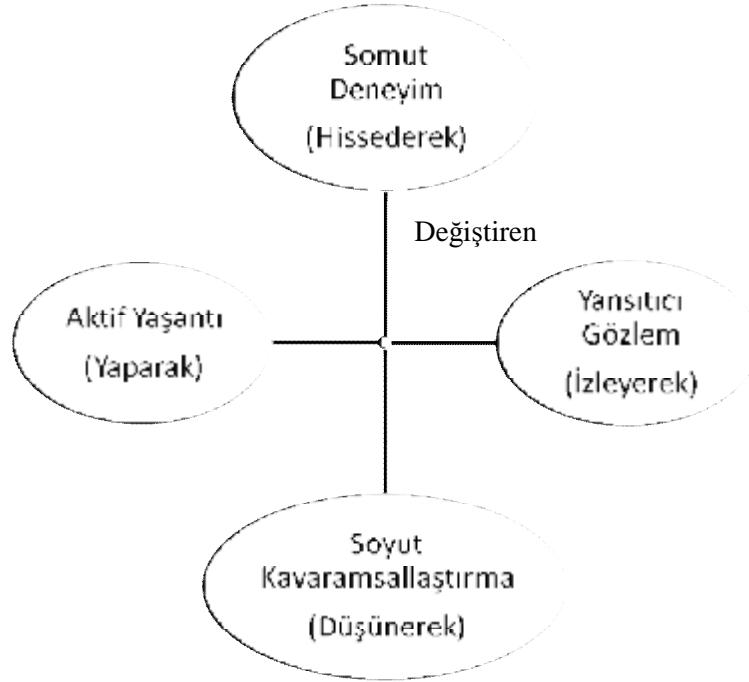 Somut
Deneyim
(Hissederek)
Değiştiren
Aktif Yaşantı
(Yaparak)
Yansıtıcı
Gözlem
(İzleyerek)
Soyut
Kavaramsallaştırma
(Düşünerek)